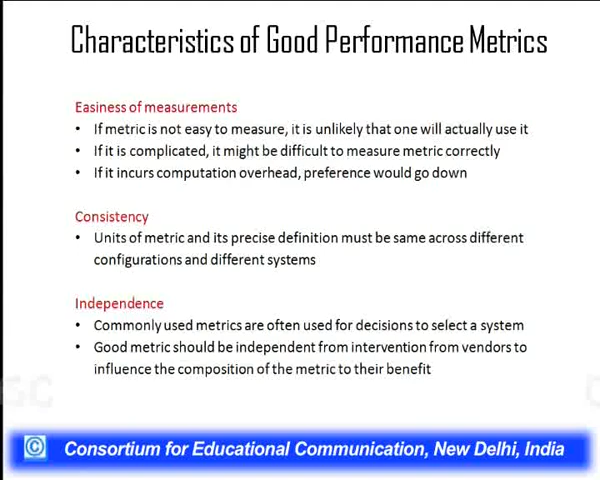 Characteristics of Good Performance Metrics
Easiness of measurements
• If metric is not easy to measure, it is unlikely that one will actually use it
• If it is complicated, it might be difficult to measure metric correctly
• If it incurs computation overhead, preference would go down
Consistency
• Units of metric and its precise definition must be same across different
configurations and different systems
Independence
• Commonly used metrics are often used for decisions to select a system
• Good metric should be independent from intervention from vendors to
influence the composition of the metric to their benefit
GC
C
© Consortium for Educational Communication, New Delhi, India